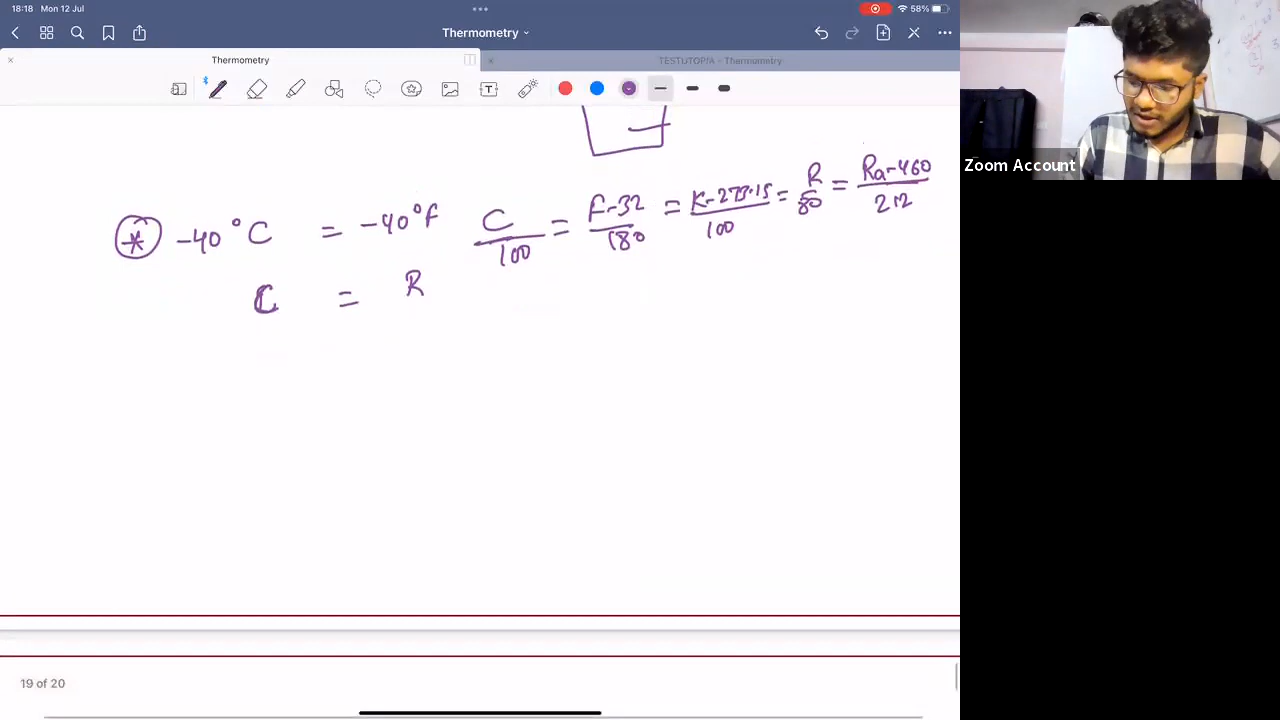 18:18 Mon 12 Jul
58%
Thermometry
Thermometry
TESTUTOPIA - Thermometry
T
Zoom Account
-40°C = -40°F C/100 = F-32/180 = K-273.15/100 = R/80 = Ra-460/212
C = R
19 of 20